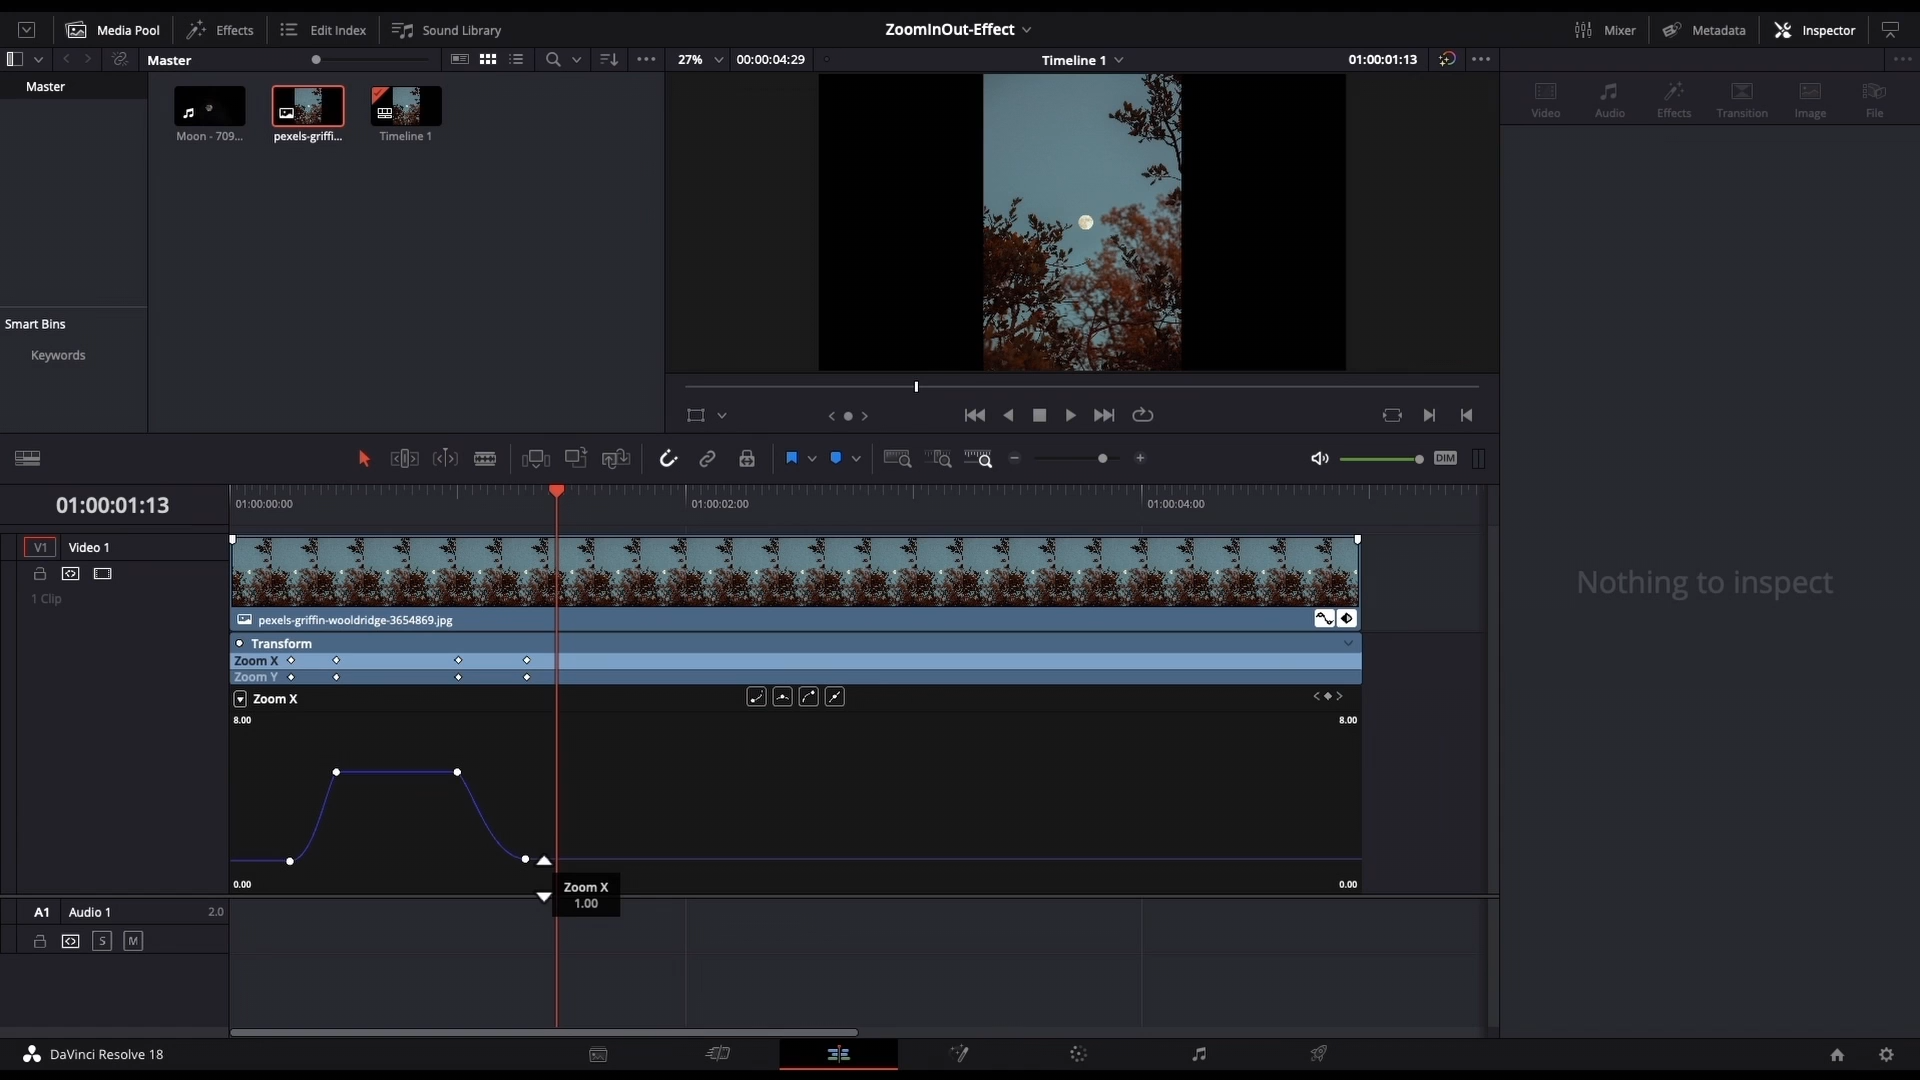 Media Pool
Effects
Edit Index
Sound Library
ZoomInOut-Effect
Mixer
Metadata
Inspector
Master
27%
00:00:04:29
Timeline 1
01:00:01:13
Master
Moon - 709...
pexels-griffi...
Timeline 1
Video
Audio
Effects
Transition
Image
File
Smart Bins
Keywords
DIM
01:00:01:13
01:00:00:00
01:00:02:00
01:00:04:00
V1
Video 1
1 Clip
pexels-griffin-wooldridge-3654869.jpg
Transform
Zoom X
Zoom Y
Zoom X
8.00
8.00
0.00
0.00
Zoom X
1.00
Nothing to inspect
A1
Audio 1
2.0
S
M
DaVinci Resolve 18